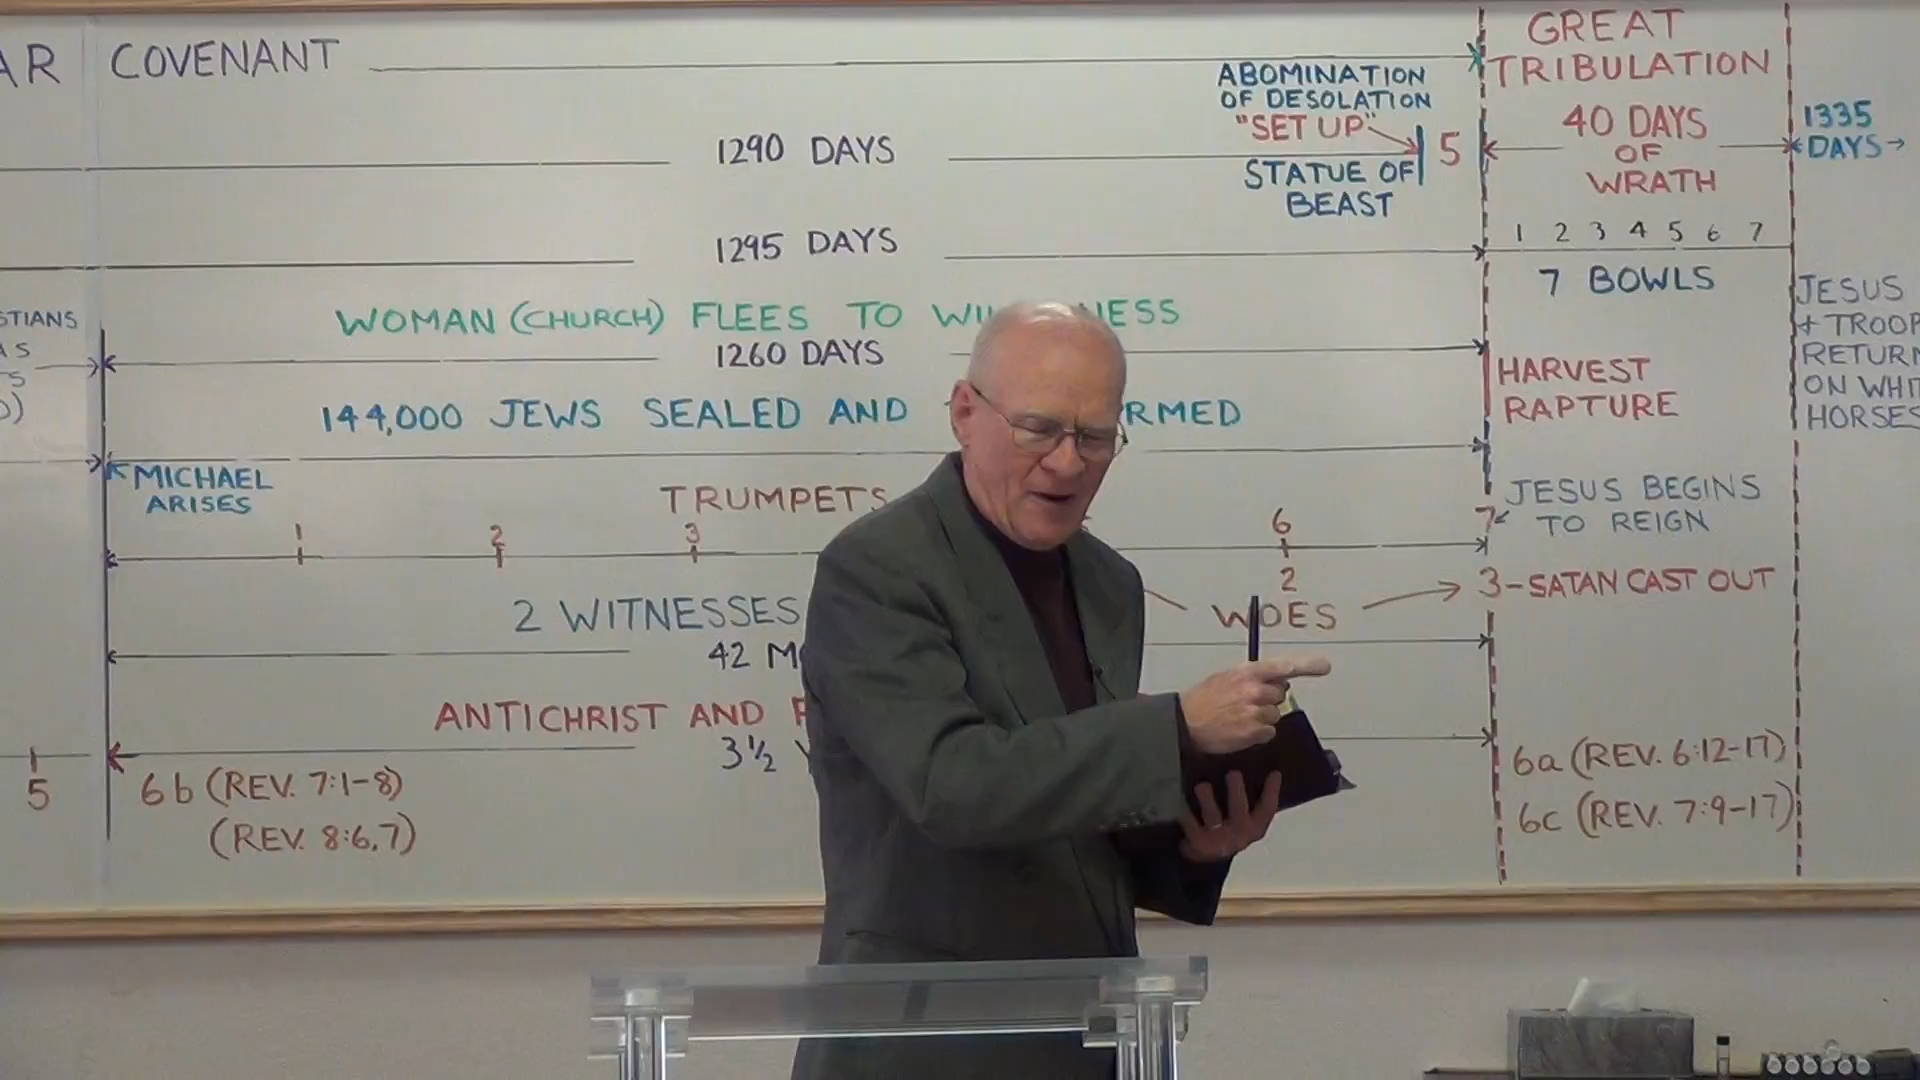 AR COVENANT
GREAT
TRIBULATION
ABOMINATION
OF DESOLATION
"SET UP"
STATUE OF
BEAST
5
40 DAYS
OF
WRATH
1335
DAYS
1290 DAYS
1295 DAYS
1 2 3 4 5 6 7
7 BOWLS
WOMAN (CHURCH) FLEES TO
1260 DAYS
HARVEST
RAPTURE
JESUS
+
RETURN
ON
HORSES
STIANS
AS
144,000 JEWS SEALED AND
MICHAEL
ARISES
TRUMPETS
1 2 3 6 7
JESUS BEGINS
TO REIGN
2
WOES
3-SATAN CAST OUT
2 WITNESSES
42
ANTICHRIST AND
3½
5
6b (REV. 7:1-8)
(REV. 8:6,7)
6a (REV. 6:12-17)
6c (REV. 7:9-17)